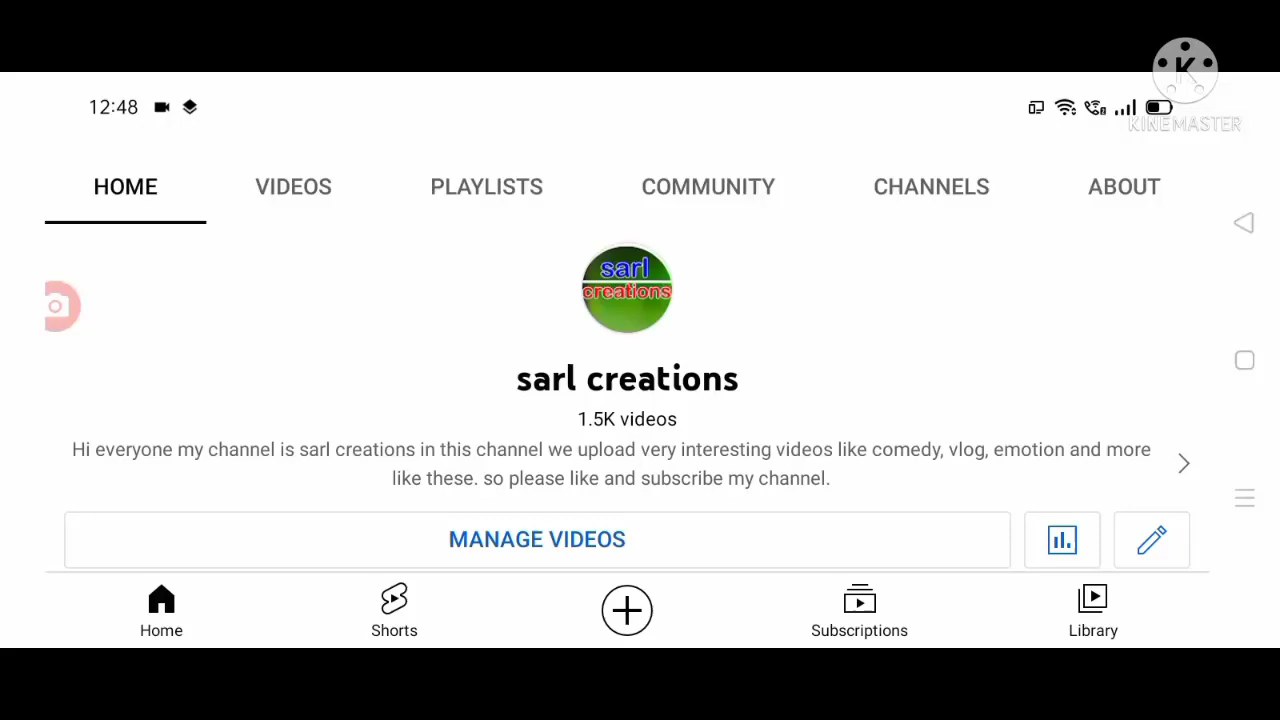 K
KINEMASTER
12:48
HOME VIDEOS PLAYLISTS COMMUNITY CHANNELS ABOUT
sarl
creations
sarl creations
1.5K videos
Hi everyone my channel is sarl creations in this channel we upload very interesting videos like comedy, vlog, emotion and more
like these. so please like and subscribe my channel.
MANAGE VIDEOS
Home Shorts Subscriptions Library